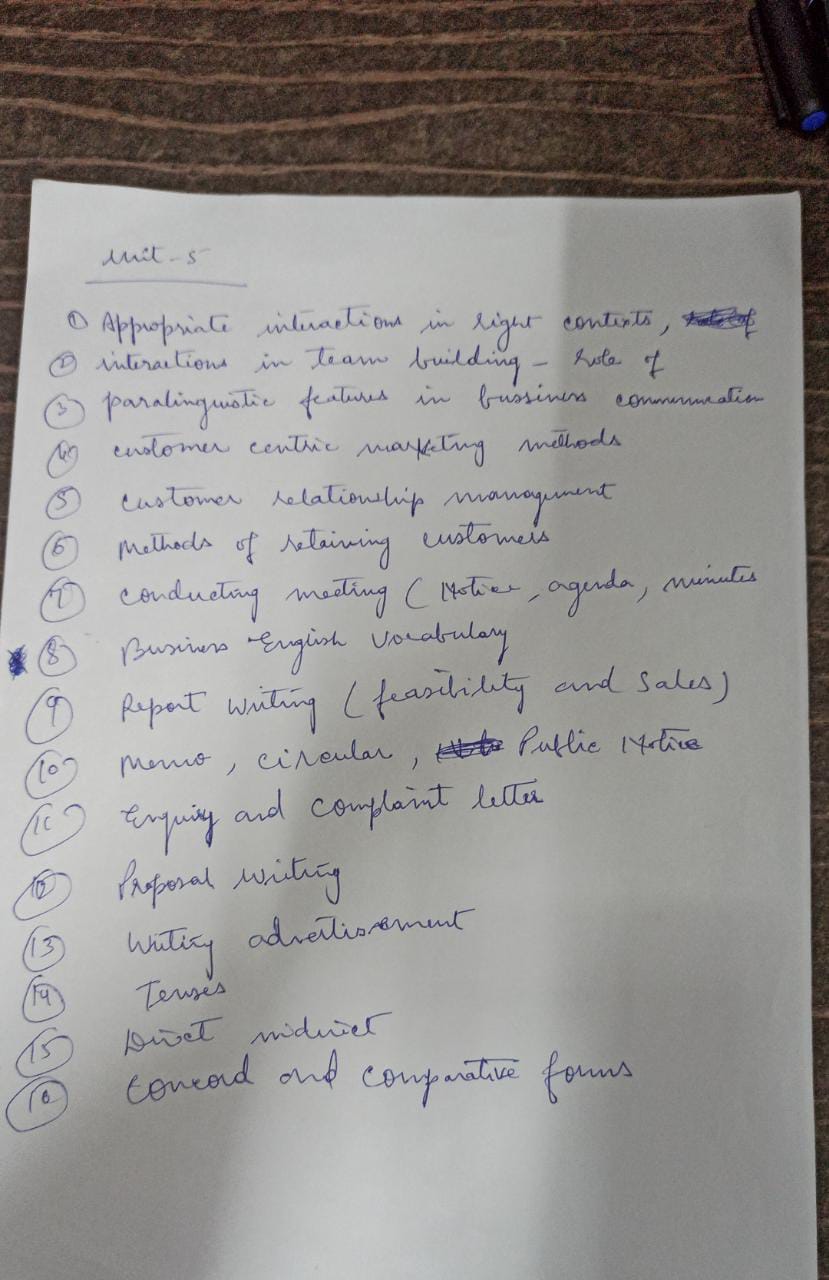 Unit - 5
① Appropriate interactions in right contexts,
② interactions in team building - Role of
③ paralinguistic features in bussiness communication
④ customer centric marketing methods
⑤ customer relationship management
⑥ Methods of retaining customers
⑦ conducting meeting ( Notice, agenda, minutes
⑧ Business English Vocabulary
⑨ Report Writing ( feasibility and Sales)
⑩ Memo, circular, Public Notice
⑪ Enquiry and complaint letter
⑫ Proposal writing
⑬ Writing advertisement
⑭ Tenses
⑮ Direct indirect
⑯ Concord and comparative forms